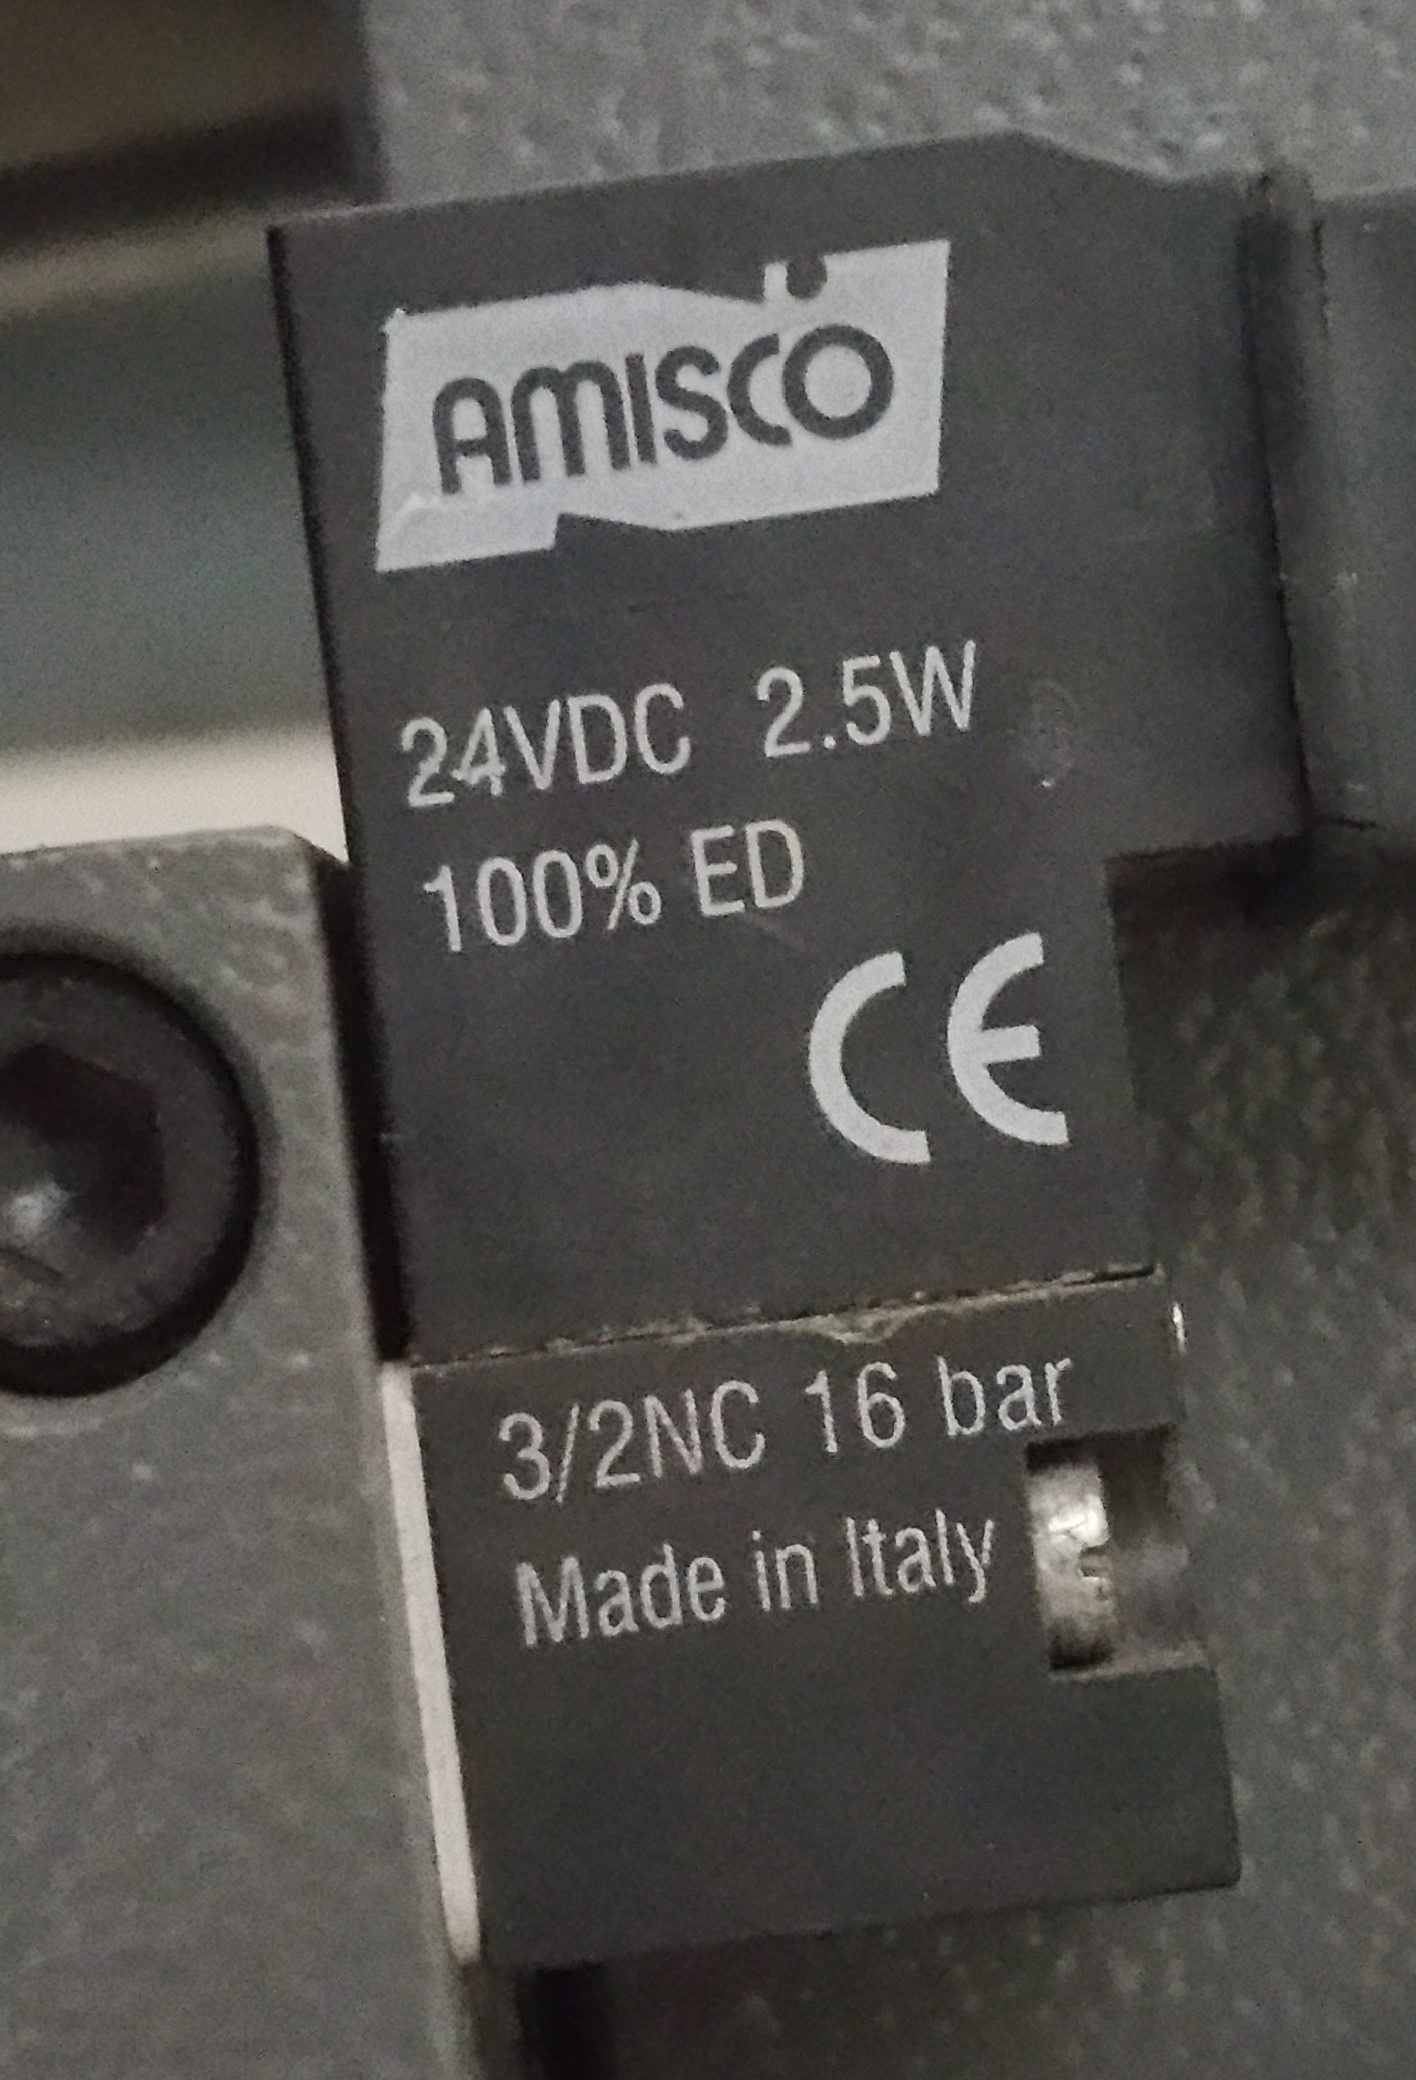 AMISCO
24VDC 2.5W
100% ED
CE
3/2NC 16 bar
Made in Italy